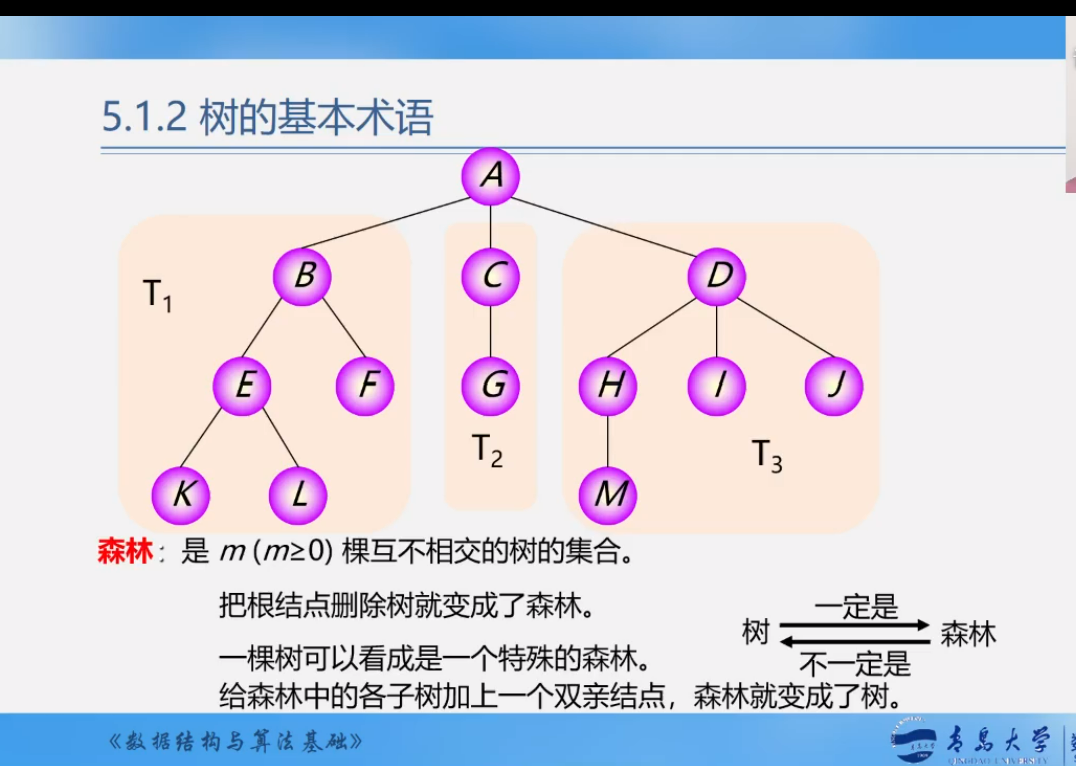 5.1.2 树的基本术语
A
B
C
D
T1
E
F
G
H
I
J
T2
T3
K
L
M
森林：是 m (m≥0) 棵互不相交的树的集合。
把根结点删除树就变成了森林。
一定是
树
森林
不一定是
一棵树可以看成是一个特殊的森林。
给森林中的各子树加上一个双亲结点，森林就变成了树。
《数据结构与算法基础》
青岛大学
QINGDAO UNIVERSITY